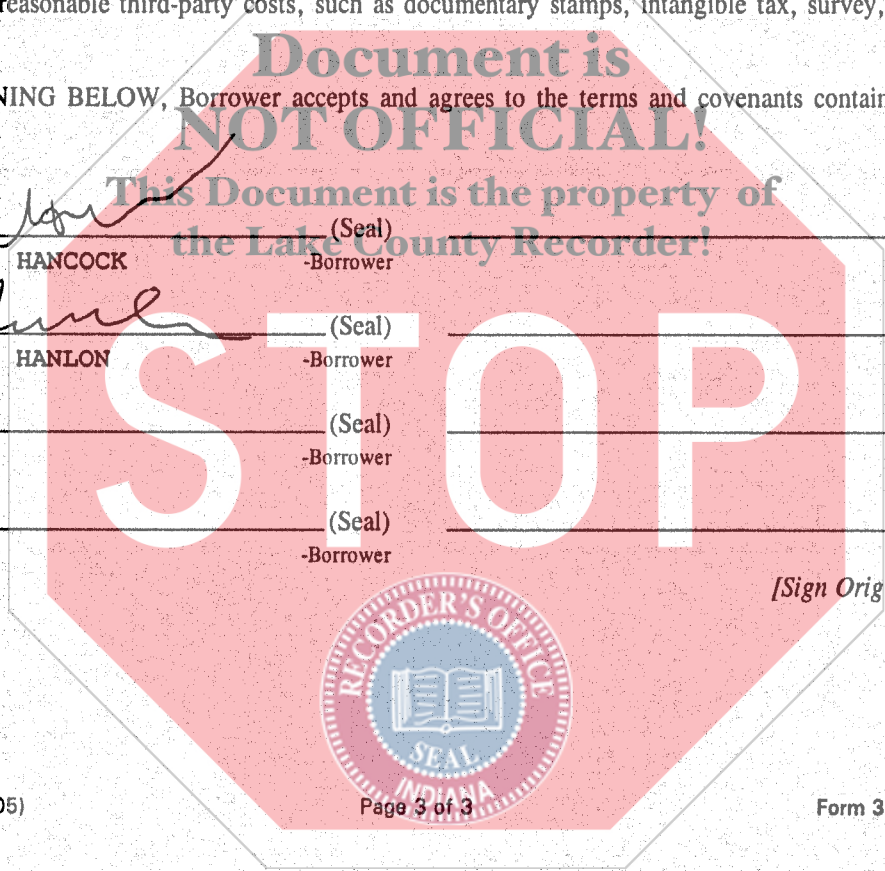 reasonable third-party costs, such as documentary stamps, intangible tax, survey,
Document is
NING BELOW, Borrower accepts and agrees to the terms and covenants contain
NOT OFFICIAL!
This Document is the property of
(Seal)
the Lake County Recorder!
HANCOCK -Borrower
(Seal)
HANLON -Borrower
STOP
(Seal)
-Borrower
(Seal)
-Borrower
[Sign Orig
RECORDER'S OFFICE
SEAL
INDIANA
05) Page 3 of 3 Form 3